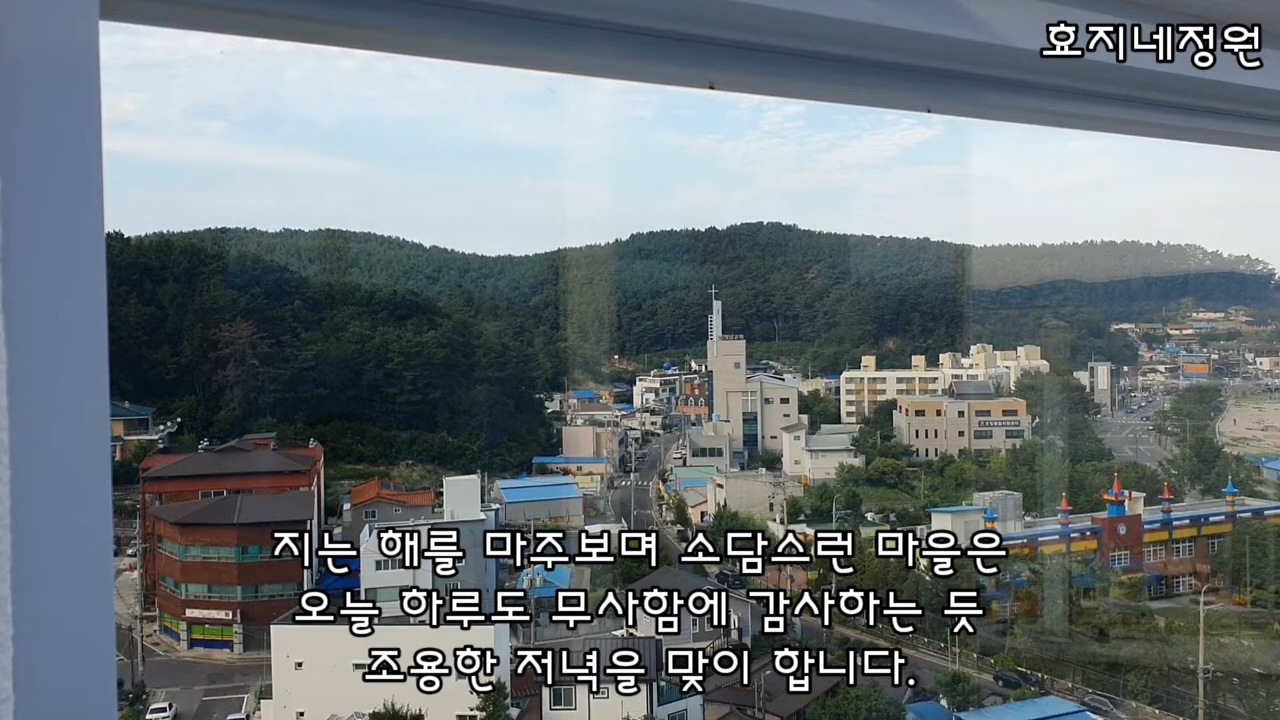 효지네정원
지는 해를 마주보며 소담스런 마을은
오늘 하루도 무사함에 감사하는 듯
조용한 저녁을 맞이 합니다.